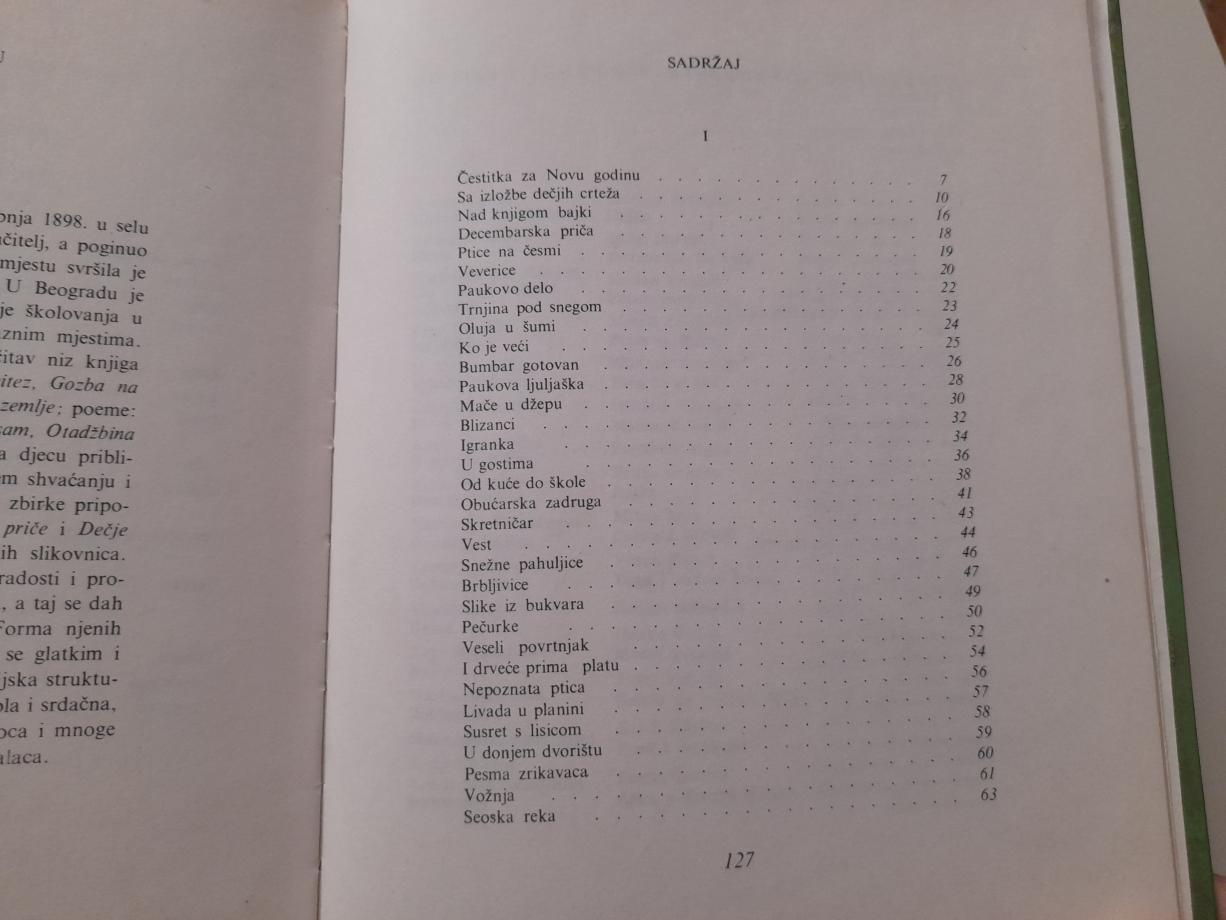 J
pnja 1898. u selu
čitelj, a poginuo
mjestu svršila je
U Beogradu je
je školovanja u
znim mjestima.
itav niz knjiga
itez, Gozba na
zemlje; poeme:
zam, Otadžbina
a djecu pribli-
m shvaćanju i
zbirke pripo-
priče i Dečje
ih slikovnica.
radosti i pro-
, a taj se dah
Forma njenih
se glatkim i
jska struktu-
la i srdačna,
oca i mnoge
alaca.
SADRŽAJ
I
Čestitka za Novu godinu . . . . . . . . . . . . . 7
Sa izložbe dečjih crteža . . . . . . . . . . . . . 10
Nad knjigom bajki . . . . . . . . . . . . . 16
Decembarska priča . . . . . . . . . . . . . 18
Ptice na česmi . . . . . . . . . . . . . 19
Veverice . . . . . . . . . . . . . 20
Paukovo delo . . . . . . . . . . . . . 22
Trnjina pod snegom . . . . . . . . . . . . . 23
Oluja u šumi . . . . . . . . . . . . . 24
Ko je veći . . . . . . . . . . . . . 25
Bumbar gotovan . . . . . . . . . . . . . 26
Paukova ljuljaška . . . . . . . . . . . . . 28
Mače u džepu . . . . . . . . . . . . . 30
Blizanci . . . . . . . . . . . . . 32
Igranka . . . . . . . . . . . . . 34
U gostima . . . . . . . . . . . . . 36
Od kuće do škole . . . . . . . . . . . . . 38
Obućarska zadruga . . . . . . . . . . . . . 41
Skretničar . . . . . . . . . . . . . 43
Vest . . . . . . . . . . . . . 44
Snežne pahuljice . . . . . . . . . . . . . 46
Brbljivice . . . . . . . . . . . . . 47
Slike iz bukvara . . . . . . . . . . . . . 49
Pečurke . . . . . . . . . . . . . 50
Veseli povrtnjak . . . . . . . . . . . . . 52
I drveće prima platu . . . . . . . . . . . . . 54
Nepoznata ptica . . . . . . . . . . . . . 56
Livada u planini . . . . . . . . . . . . . 57
Susret s lisicom . . . . . . . . . . . . . 58
U donjem dvorištu . . . . . . . . . . . . . 59
Pesma zrikavaca . . . . . . . . . . . . . 60
Vožnja . . . . . . . . . . . . . 61
Seoska reka . . . . . . . . . . . . . 63
127